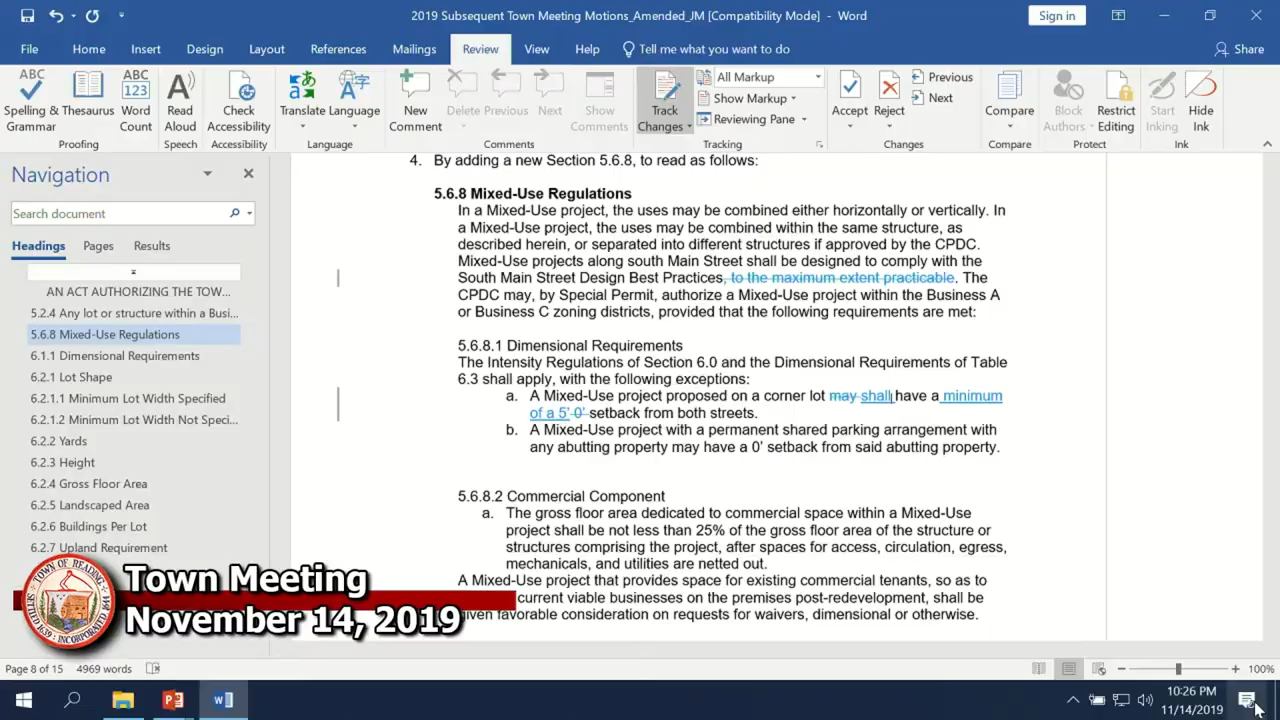 2019 Subsequent Town Meeting Motions_Amended_JM [Compatibility Mode] - Word
Sign in
File Home Insert Design Layout References Mailings Review View Help Tell me what you want to do Share
ABC
Spelling & Grammar
Thesaurus
ABC 123
Word Count
Read Aloud
Check Accessibility
Translate
Language
New Comment
Delete
Previous
Next
Show Comments
Track Changes
All Markup
Show Markup
Reviewing Pane
Accept
Reject
Previous
Next
Compare
Block Authors
Restrict Editing
Start Inking
Hide Ink
Proofing Speech Accessibility Language Comments Tracking Changes Compare Protect Ink
Navigation
Search document
Headings Pages Results
AN ACT AUTHORIZING THE TOW...
5.2.4 Any lot or structure within a Busi...
5.6.8 Mixed-Use Regulations
6.1.1 Dimensional Requirements
6.2.1 Lot Shape
6.2.1.1 Minimum Lot Width Specified
6.2.1.2 Minimum Lot Width Not Speci...
6.2.2 Yards
6.2.3 Height
6.2.4 Gross Floor Area
6.2.5 Landscaped Area
6.2.6 Buildings Per Lot
6.2.7 Upland Requirement
4. By adding a new Section 5.6.8, to read as follows:
5.6.8 Mixed-Use Regulations
In a Mixed-Use project, the uses may be combined either horizontally or vertically. In
a Mixed-Use project, the uses may be combined within the same structure, as
described herein, or separated into different structures if approved by the CPDC.
Mixed-Use projects along south Main Street shall be designed to comply with the
South Main Street Design Best Practices, to the maximum extent practicable. The
CPDC may, by Special Permit, authorize a Mixed-Use project within the Business A
or Business C zoning districts, provided that the following requirements are met:
5.6.8.1 Dimensional Requirements
The Intensity Regulations of Section 6.0 and the Dimensional Requirements of Table
6.3 shall apply, with the following exceptions:
a. A Mixed-Use project proposed on a corner lot may shall have a minimum
of a 5' 0' setback from both streets.
b. A Mixed-Use project with a permanent shared parking arrangement with
any abutting property may have a 0' setback from said abutting property.
5.6.8.2 Commercial Component
a. The gross floor area dedicated to commercial space within a Mixed-Use
project shall be not less than 25% of the gross floor area of the structure or
structures comprising the project, after spaces for access, circulation, egress,
mechanicals, and utilities are netted out.
A Mixed-Use project that provides space for existing commercial tenants, so as to
current viable businesses on the premises post-redevelopment, shall be
given favorable consideration on requests for waivers, dimensional or otherwise.
TOWN OF READING
SETTLED 1639. INCORPORATED 1644
Town Meeting
November 14, 2019
Page 8 of 15 4969 words
100%
10:26 PM
11/14/2019